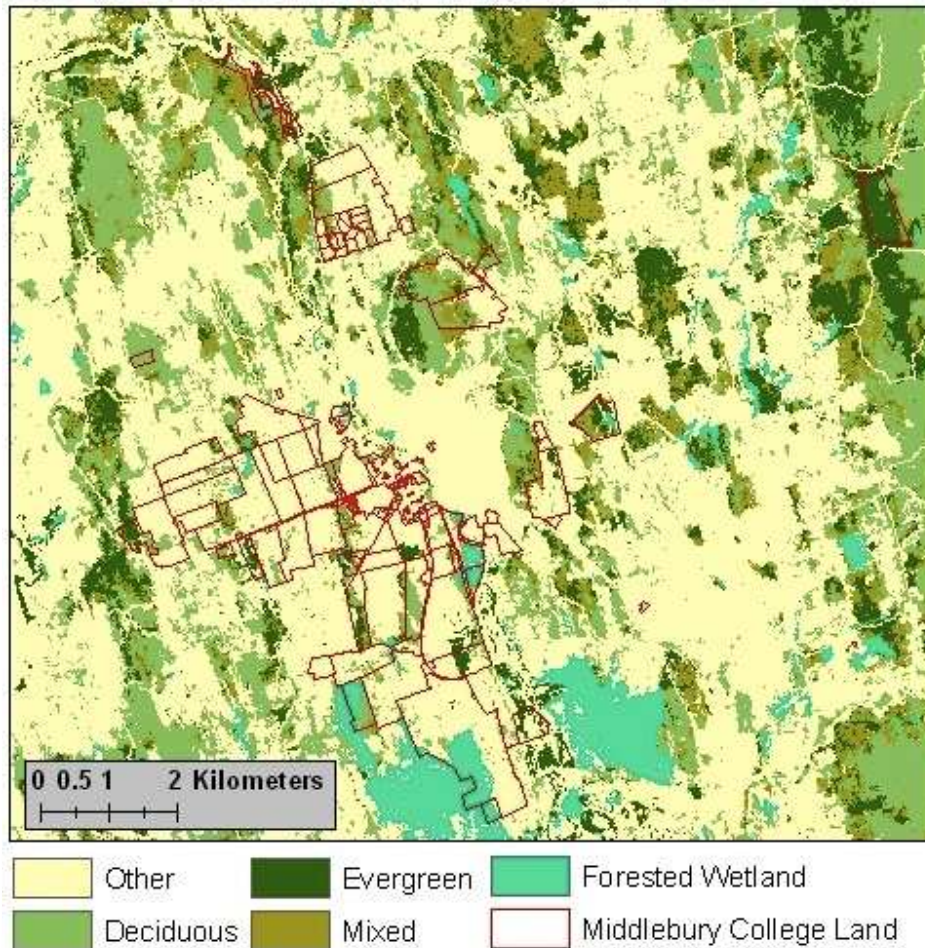 0 0.5 1 2 Kilometers
Other Evergreen Forested Wetland
Deciduous Mixed Middlebury College Land